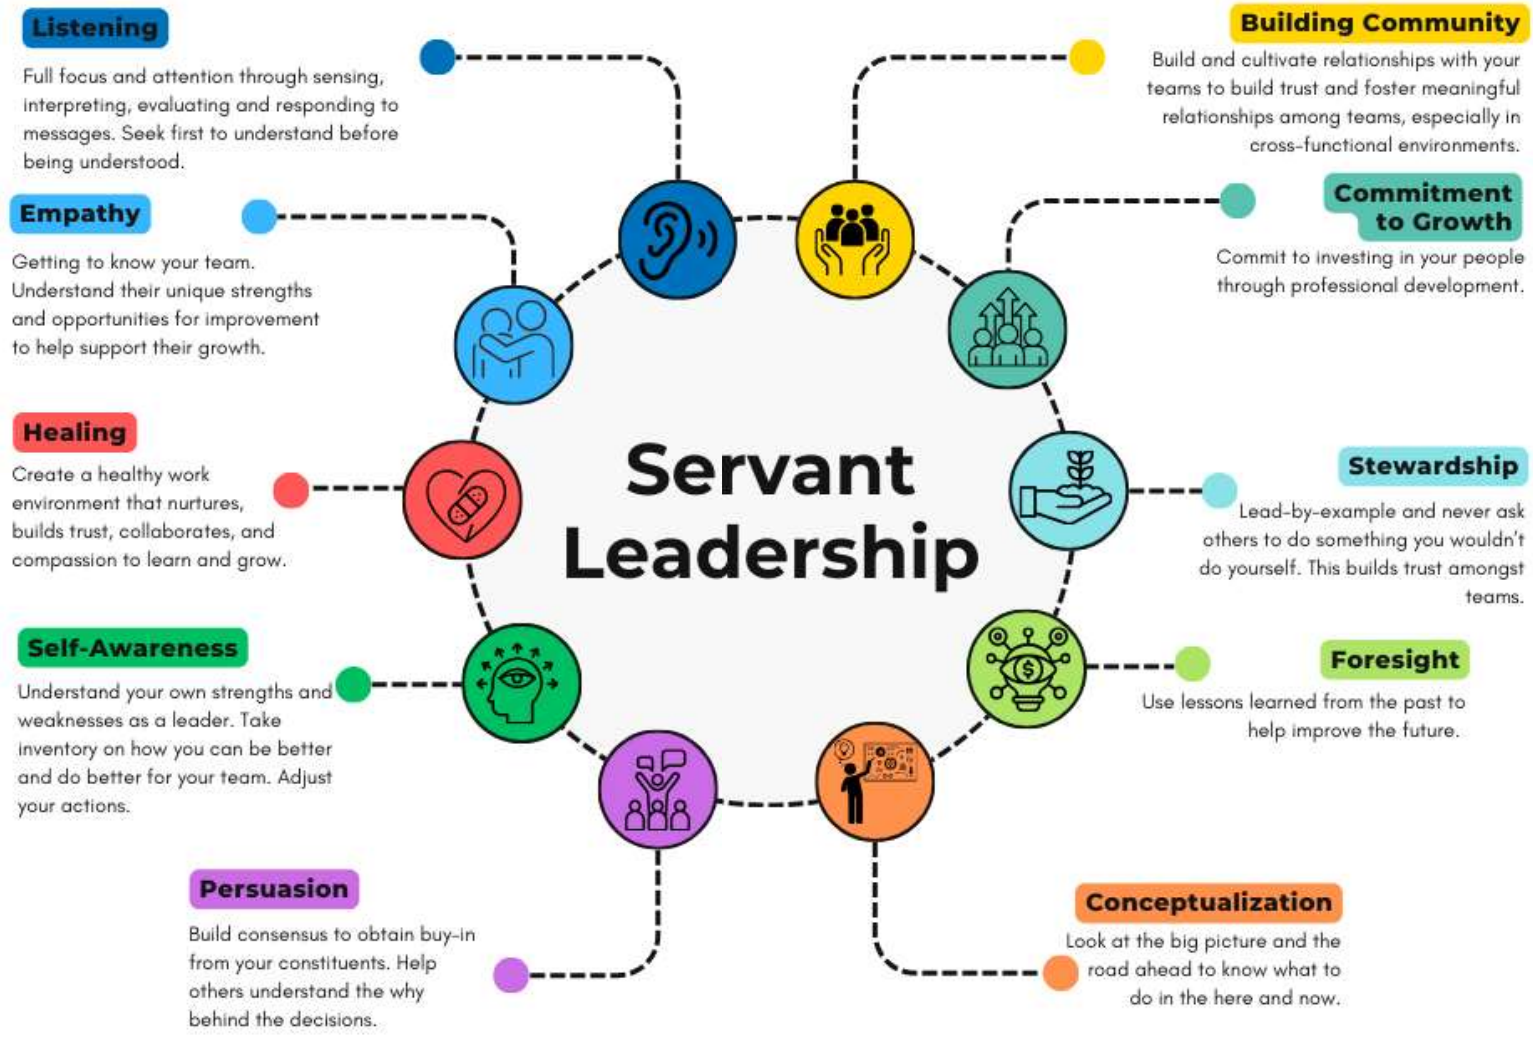 Listening
Full focus and attention through sensing,
interpreting, evaluating and responding to
messages. Seek first to understand before
being understood.
Empathy
Getting to know your team.
Understand their unique strengths
and opportunities for improvement
to help support their growth.
Healing
Create a healthy work
environment that nurtures,
builds trust, collaborates, and
compassion to learn and grow.
Self-Awareness
Understand your own strengths and
weaknesses as a leader. Take
inventory on how you can be better
and do better for your team. Adjust
your actions.
Persuasion
Build consensus to obtain buy-in
from your constituents. Help
others understand the why
behind the decisions.
Servant
Leadership
$
Building Community
Build and cultivate relationships with your
teams to build trust and foster meaningful
relationships among teams, especially in
cross-functional environments.
Commitment
to Growth
Commit to investing in your people
through professional development.
Stewardship
Lead-by-example and never ask
others to do something you wouldn't
do yourself. This builds trust amongst
teams.
Foresight
Use lessons learned from the past to
help improve the future.
Conceptualization
Look at the big picture and the
road ahead to know what to
do in the here and now.